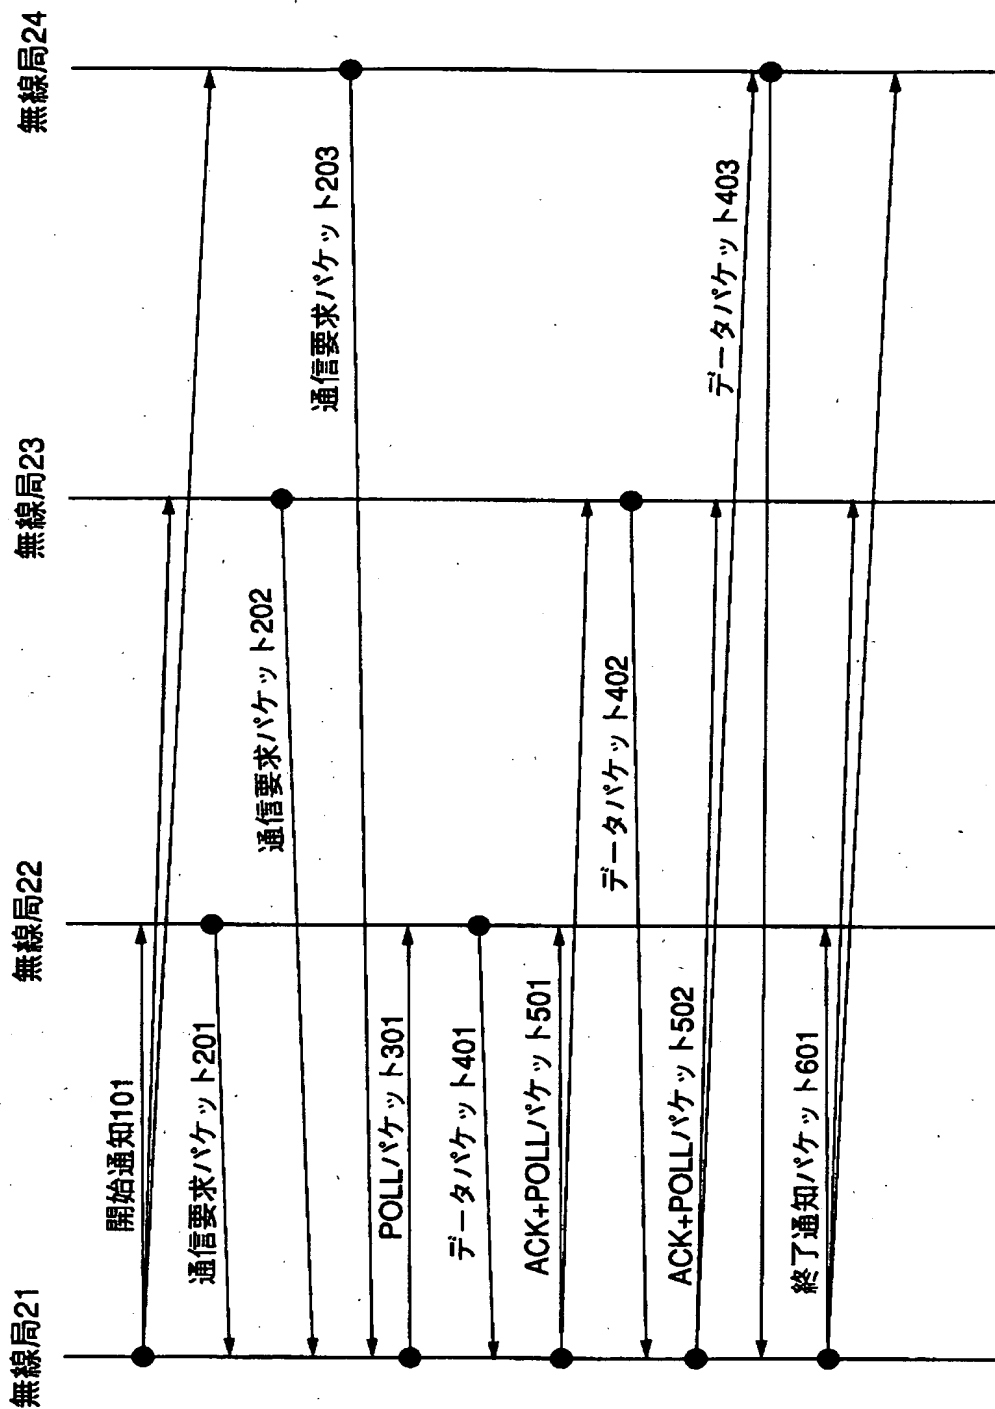 無線局21
無線局22
無線局23
無線局24
開始通知101
通信要求パケット201
通信要求パケット202
通信要求パケット203
POLLパケット301
データパケット401
ACK+POLLパケット501
データパケット402
ACK+POLLパケット502
データパケット403
終了通知パケット601